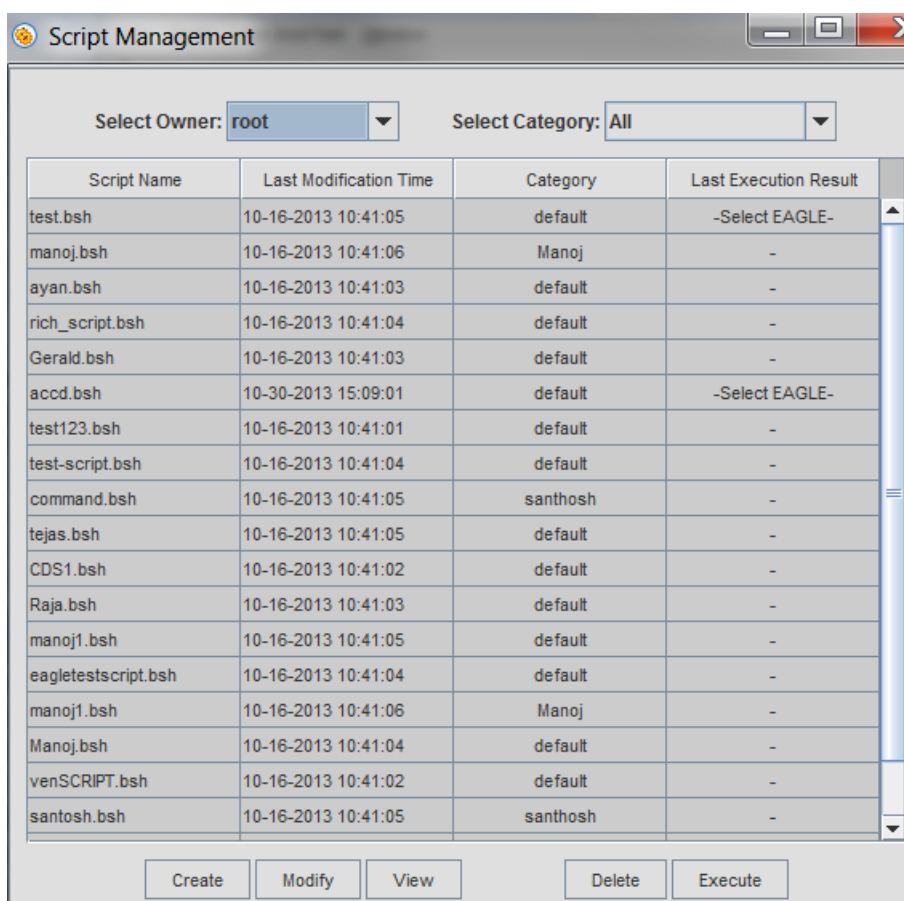 Script Management
Select Owner: root Select Category: All
Script Name Last Modification Time Category Last Execution Result
test.bsh 10-16-2013 10:41:05 default -Select EAGLE-
manoj.bsh 10-16-2013 10:41:06 Manoj -
ayan.bsh 10-16-2013 10:41:03 default -
rich_script.bsh 10-16-2013 10:41:04 default -
Gerald.bsh 10-16-2013 10:41:03 default -
accd.bsh 10-30-2013 15:09:01 default -Select EAGLE-
test123.bsh 10-16-2013 10:41:01 default -
test-script.bsh 10-16-2013 10:41:04 default -
command.bsh 10-16-2013 10:41:05 santhosh -
tejas.bsh 10-16-2013 10:41:05 default -
CDS1.bsh 10-16-2013 10:41:02 default -
Raja.bsh 10-16-2013 10:41:03 default -
manoj1.bsh 10-16-2013 10:41:05 default -
eagletestscript.bsh 10-16-2013 10:41:04 default -
manoj1.bsh 10-16-2013 10:41:06 Manoj -
Manoj.bsh 10-16-2013 10:41:04 default -
venSCRIPT.bsh 10-16-2013 10:41:02 default -
santosh.bsh 10-16-2013 10:41:05 santhosh -
Create Modify View Delete Execute